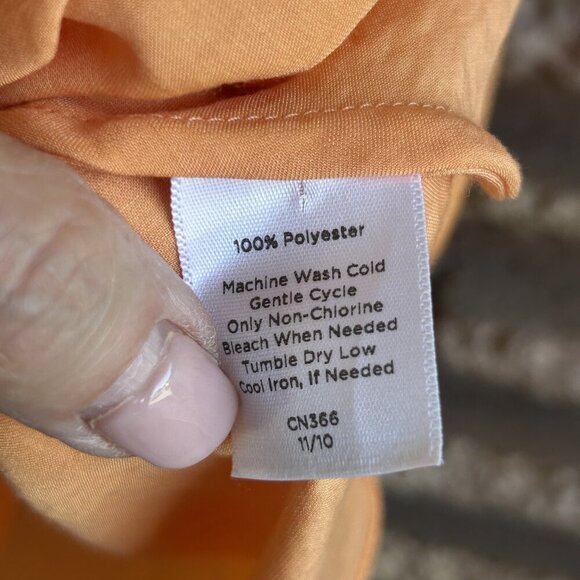 100% Polyester
Machine Wash Cold
Gentle Cycle
Only Non-Chlorine
Bleach When Needed
Tumble Dry Low
Cool Iron, If Needed
CN366
11/10